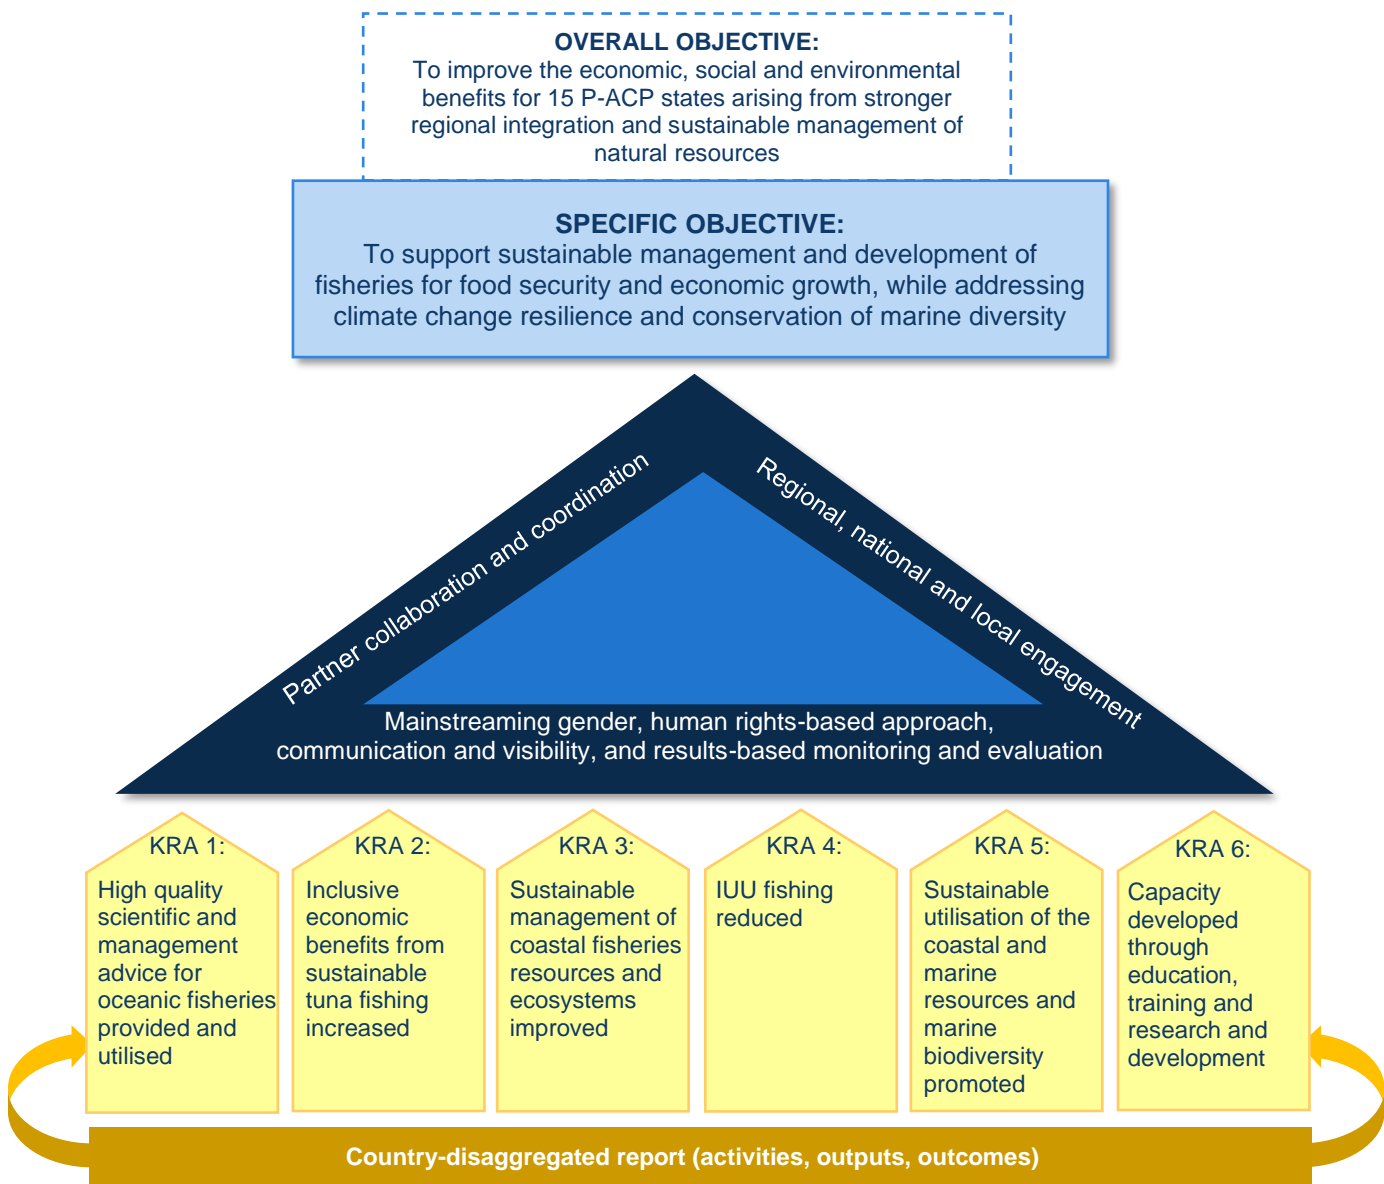 OVERALL OBJECTIVE:
To improve the economic, social and environmental
benefits for 15 P-ACP states arising from stronger
regional integration and sustainable management of
natural resources
SPECIFIC OBJECTIVE:
To support sustainable management and development of
fisheries for food security and economic growth, while addressing
climate change resilience and conservation of marine diversity
Partner collaboration and coordination
Regional, national and local engagement
Mainstreaming gender, human rights-based approach,
communication and visibility, and results-based monitoring and evaluation
KRA 1:
High quality
scientific and
management
advice for
oceanic fisheries
provided and
utilised
KRA 2:
Inclusive
economic
benefits from
sustainable
tuna fishing
increased
KRA 3:
Sustainable
management of
coastal fisheries
resources and
ecosystems
improved
KRA 4:
IUU fishing
reduced
KRA 5:
Sustainable
utilisation of the
coastal and
marine
resources and
marine
biodiversity
promoted
KRA 6:
Capacity
developed
through
education,
training and
research and
development
Country-disaggregated report (activities, outputs, outcomes)